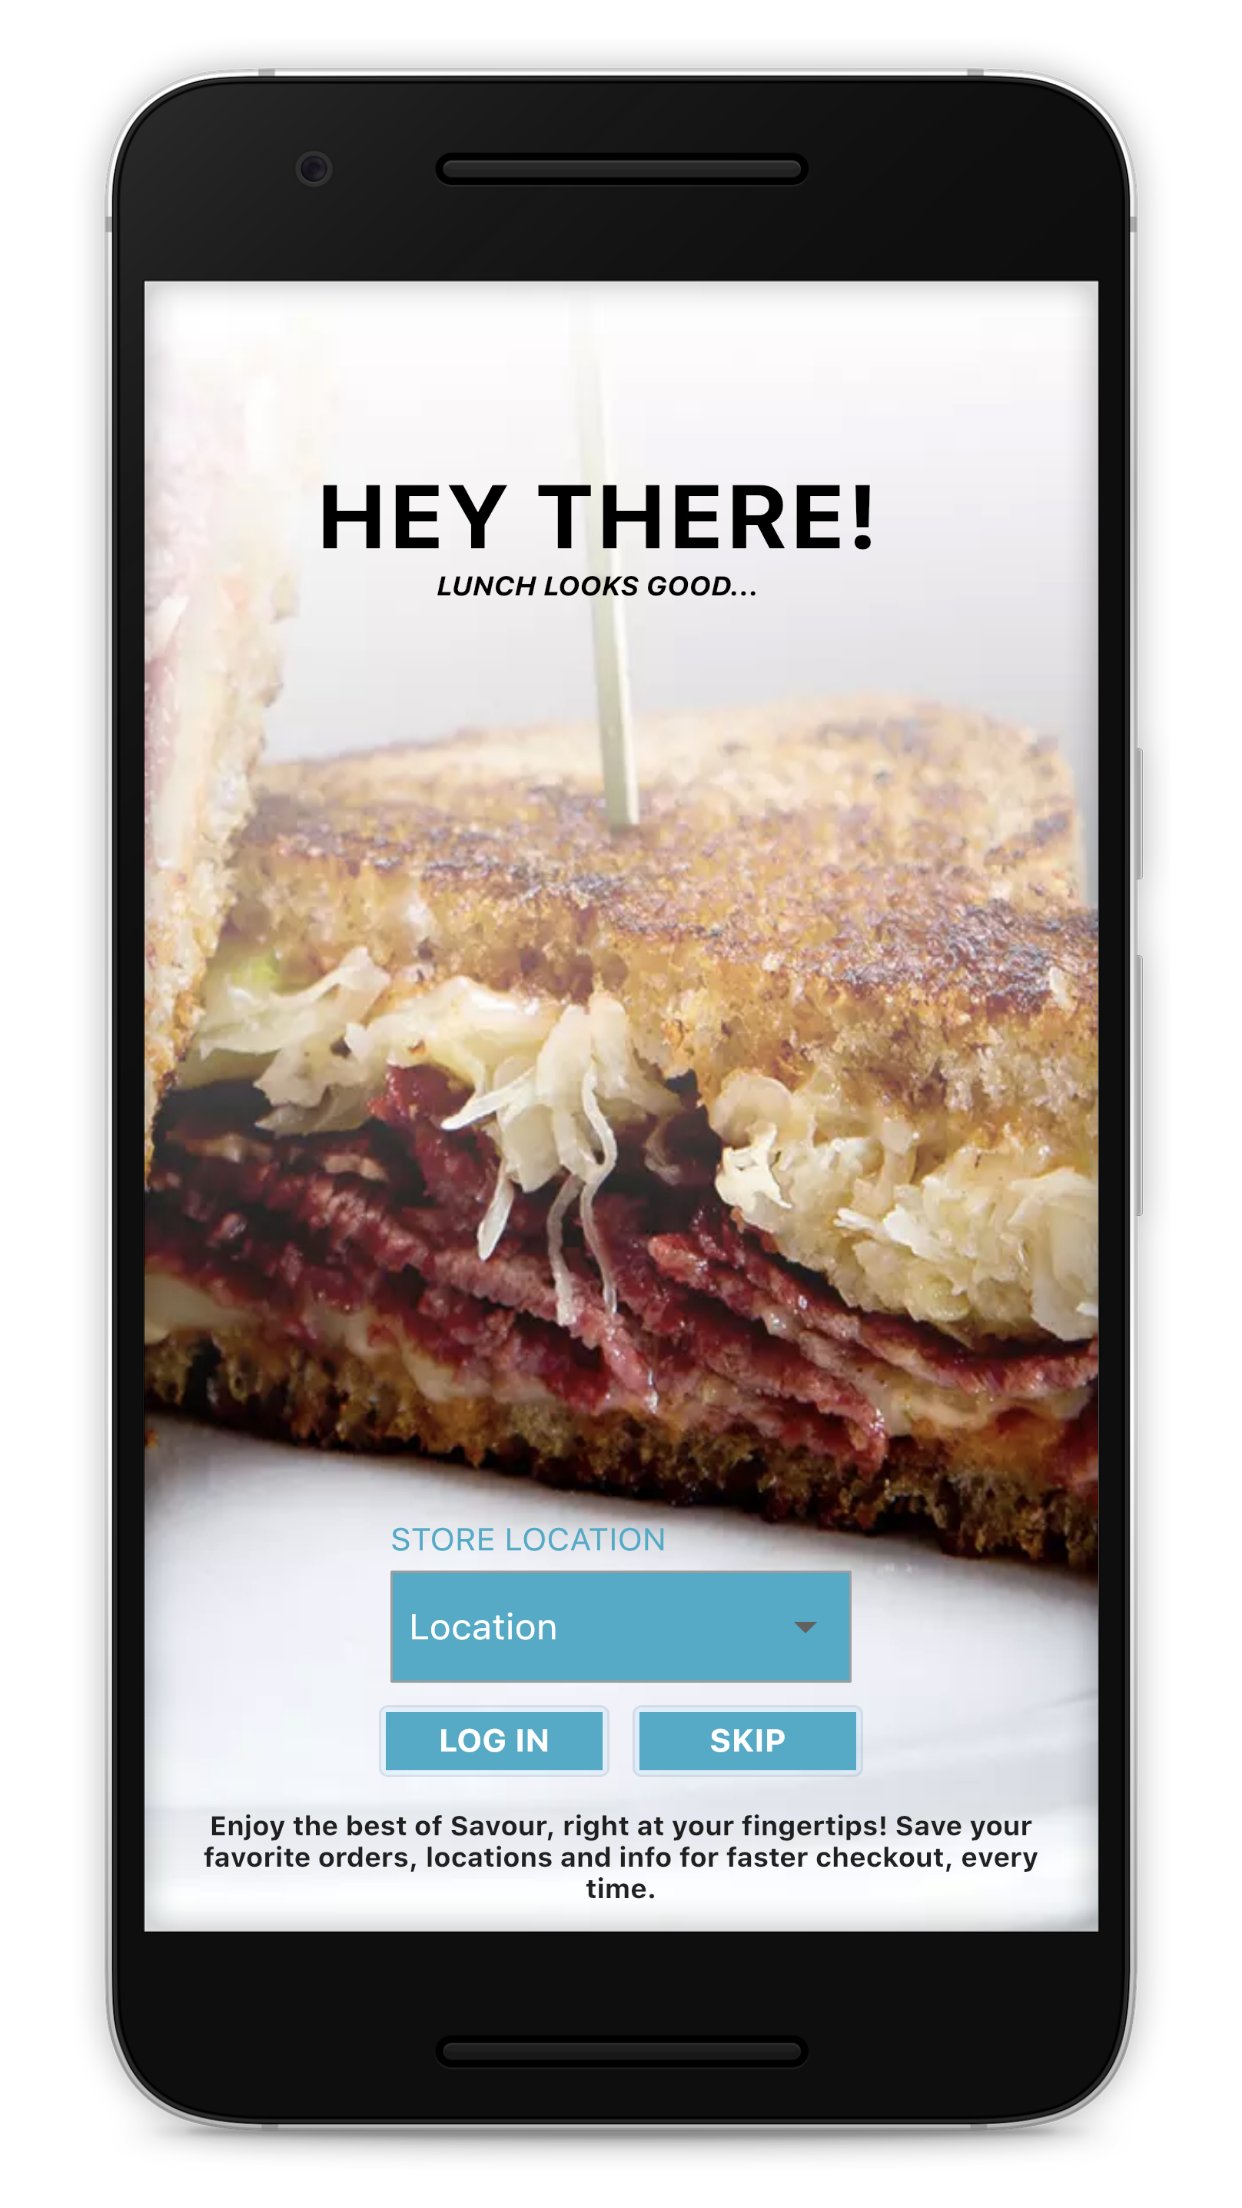 HEY THERE!
LUNCH LOOKS GOOD...
STORE LOCATION
Location
LOG IN
SKIP
Enjoy the best of Savour, right at your fingertips! Save your
favorite orders, locations and info for faster checkout, every
time.